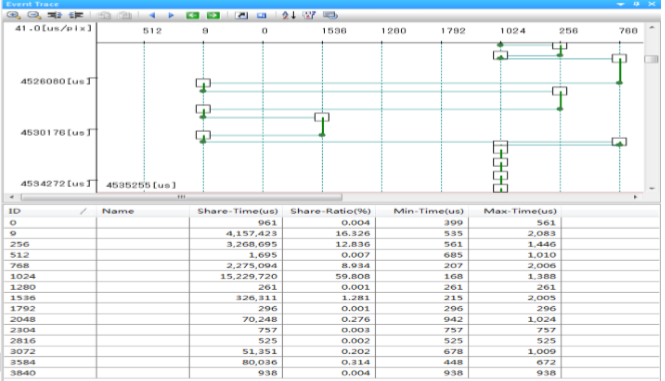 Event Trace
41.0[us/pix] 512 9 0 1536 1280 1792 1024 256 768
4526080[us]
4530176[us]
4534272[us] 4535255[us]
ID Name Share-Time(us) Share-Ratio(%) Min-Time(us) Max-Time(us)
0 961 0.004 399 561
9 4,157,423 16.326 535 2,083
256 3,268,695 12.836 561 1,446
512 1,695 0.007 685 1,010
768 2,275,094 8.934 207 2,006
1024 15,229,720 59.808 168 1,388
1280 261 0.001 261 261
1536 326,311 1.281 215 2,005
1792 296 0.001 296 296
2048 70,248 0.276 942 1,024
2304 757 0.003 757 757
2816 525 0.002 525 525
3072 51,351 0.202 678 1,009
3584 80,036 0.314 448 672
3840 938 0.004 938 938